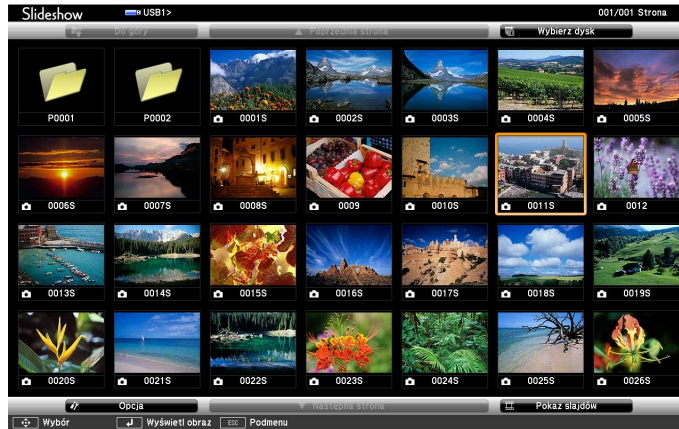 Slideshow USB1> 001/001 Strona
Do góry Poprzednia strona Wybierz dysk
P0001 P0002 0001S 0002S 0003S 0004S 0005S
0006S 0007S 0008S 0009 0010S 0011S 0012
0013S 0014S 0015S 0016S 0017S 0018S 0019S
0020S 0021S 0022S 0023S 0024S 0025S 0026S
Opcja Następna strona Pokaz slajdów
Wybór Wyświetl obraz ESC Podmenu